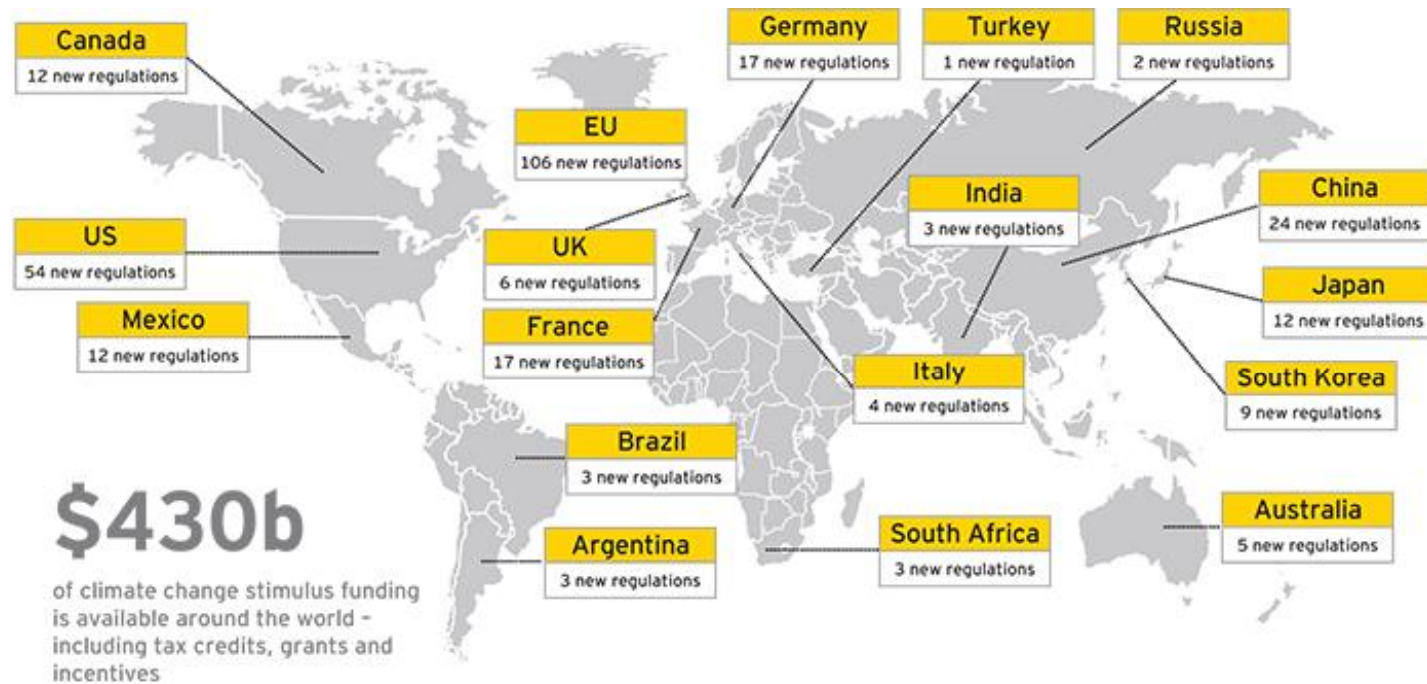 Canada
12 new regulations
Germany
17 new regulations
Turkey
1 new regulation
Russia
2 new regulations
EU
106 new regulations
India
3 new regulations
China
24 new regulations
US
54 new regulations
UK
6 new regulations
Japan
12 new regulations
Mexico
12 new regulations
France
17 new regulations
Italy
4 new regulations
South Korea
9 new regulations
Brazil
3 new regulations
Australia
5 new regulations
Argentina
3 new regulations
South Africa
3 new regulations
$430b
of climate change stimulus funding
is available around the world –
including tax credits, grants and
incentives